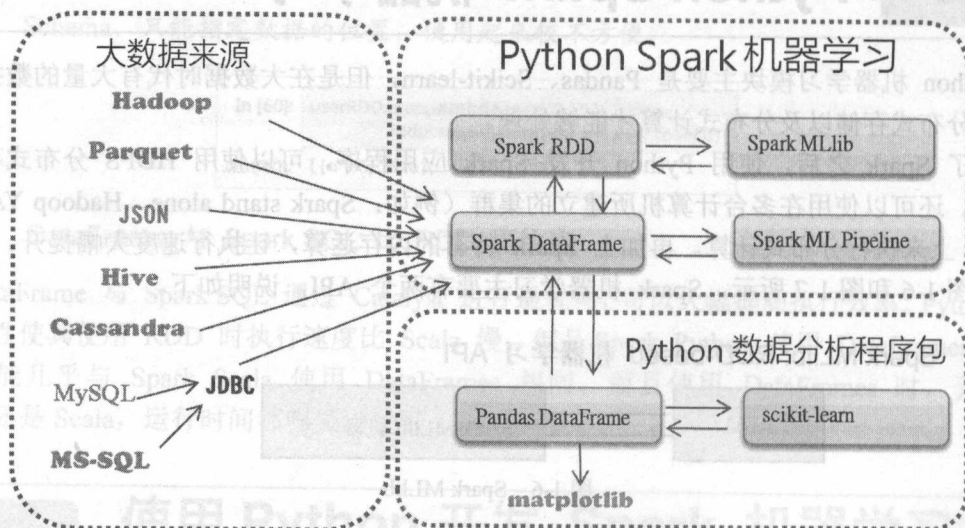 大数据来源
Hadoop
Parquet
JSON
Hive
Cassandra
MySQL
JDBC
MS-SQL
Python Spark 机器学习
Spark RDD
Spark MLlib
Spark DataFrame
Spark ML Pipeline
Python 数据分析程序包
Pandas DataFrame
scikit-learn
matplotlib